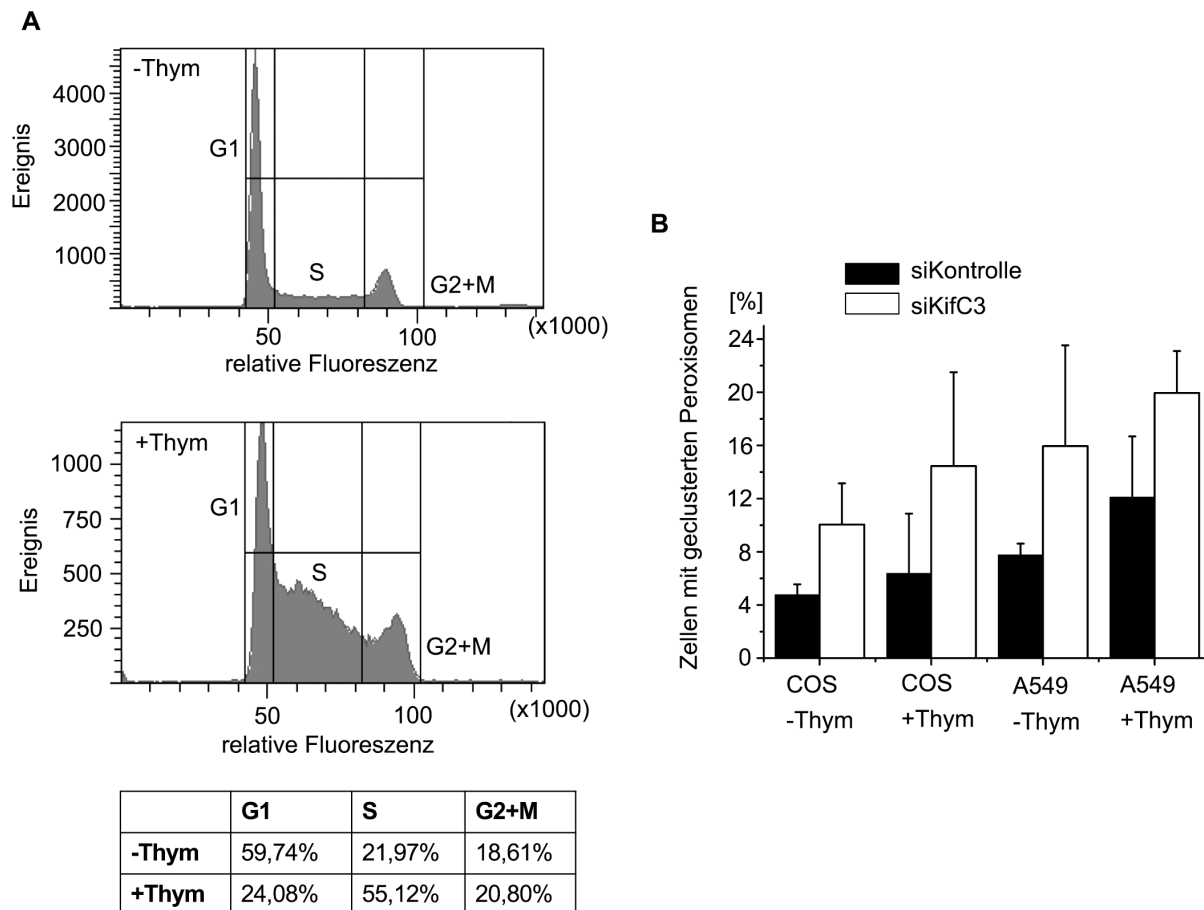 A
-Thym
Ereignis
4000
3000
2000
1000
G1
S
G2+M
50
100
(x1000)
relative Fluoreszenz
+Thym
Ereignis
1000
750
500
250
G1
S
G2+M
50
100
(x1000)
relative Fluoreszenz
G1 S G2+M
-Thym 59,74% 21,97% 18,61%
+Thym 24,08% 55,12% 20,80%
B
siKontrolle
siKifC3
[%]
Zellen mit geclusterten Peroxisomen
24
20
16
12
8
4
0
COS COS A549 A549
-Thym +Thym -Thym +Thym